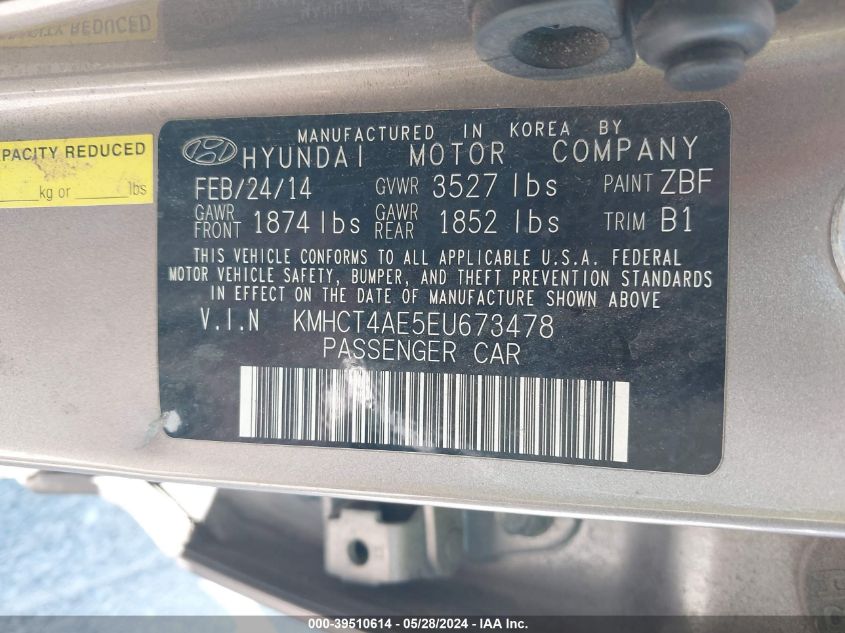 CAPACITY REDUCED
PACITY REDUCED
kg or lbs
MANUFACTURED IN KOREA BY
HYUNDAI MOTOR COMPANY
FEB/24/14 GVWR 3527 lbs PAINT ZBF
GAWR FRONT 1874 lbs GAWR REAR 1852 lbs TRIM B1
THIS VEHICLE CONFORMS TO ALL APPLICABLE U.S.A. FEDERAL
MOTOR VEHICLE SAFETY, BUMPER, AND THEFT PREVENTION STANDARDS
IN EFFECT ON THE DATE OF MANUFACTURE SHOWN ABOVE
V.I.N KMHCT4AE5EU673478
PASSENGER CAR
000-39510614 - 05/28/2024 - IAA Inc.